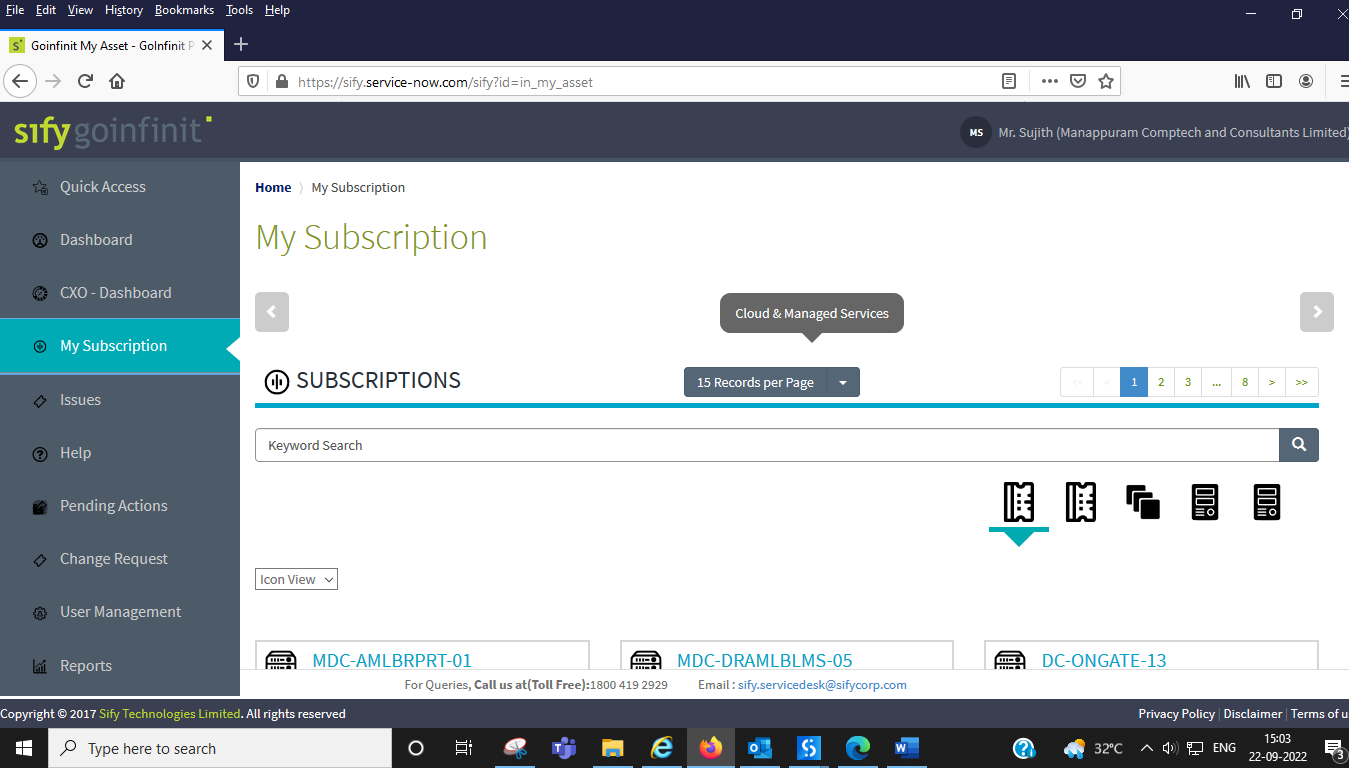 File Edit View History Bookmarks Tools Help
Goinfinit My Asset - GoInfinit P
https://sify.service-now.com/sify?id=in_my_asset
sify goinfinit
MS Mr. Sujith (Manappuram Comptech and Consultants Limited)
Quick Access
Dashboard
CXO - Dashboard
My Subscription
Issues
Help
Pending Actions
Change Request
User Management
Reports
Home My Subscription
My Subscription
Cloud & Managed Services
SUBSCRIPTIONS
15 Records per Page
<< < 1 2 3 ... 8 > >>
Keyword Search
Icon View
MDC-AMLBRPRT-01 MDC-DRAMLBLMS-05 DC-ONGATE-13
For Queries, Call us at(Toll Free):1800 419 2929 Email : sify.servicedesk@sifycorp.com
Copyright © 2017 Sify Technologies Limited. All rights reserved
Privacy Policy | Disclaimer | Terms of u
Type here to search
32°C ENG
15:03
22-09-2022
3